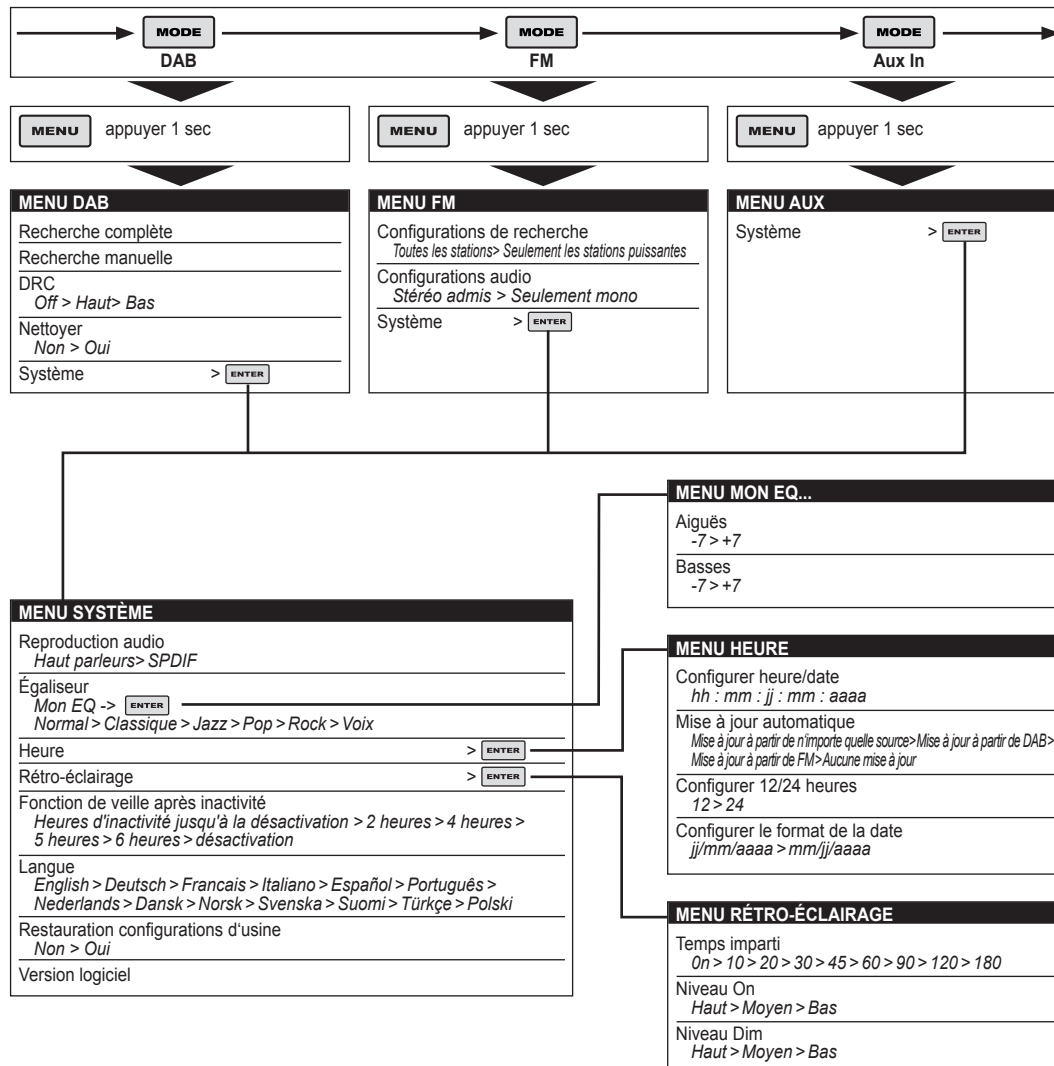 MODE MODE MODE
DAB FM Aux In
MENU appuyer 1 sec
MENU appuyer 1 sec
MENU appuyer 1 sec
MENU DAB
Recherche complète
Recherche manuelle
DRC
Off > Haut> Bas
Nettoyer
Non > Oui
Système > ENTER
MENU FM
Configurations de recherche
Toutes les stations> Seulement les stations puissantes
Configurations audio
Stéréo admis > Seulement mono
Système > ENTER
MENU AUX
Système > ENTER
MENU SYSTÈME
Reproduction audio
Haut parleurs> SPDIF
Égaliseur
Mon EQ -> ENTER
Normal > Classique > Jazz > Pop > Rock > Voix
Heure > ENTER
Rétro-éclairage > ENTER
Fonction de veille après inactivité
Heures d'inactivité jusqu'à la désactivation > 2 heures > 4 heures >
5 heures > 6 heures > désactivation
Langue
English > Deutsch > Francais > Italiano > Español > Português >
Nederlands > Dansk > Norsk > Svenska > Suomi > Türkçe > Polski
Restauration configurations d'usine
Non > Oui
Version logiciel
MENU MON EQ...
Aiguës
-7 > +7
Basses
-7 > +7
MENU HEURE
Configurer heure/date
hh : mm : jj : mm : aaaa
Mise à jour automatique
Mise à jour à partir de n'importe quelle source>Mise à jour à partir de DAB>
Mise à jour à partir de FM>Aucune mise à jour
Configurer 12/24 heures
12 > 24
Configurer le format de la date
jj/mm/aaaa > mm/jj/aaaa
MENU RÉTRO-ÉCLAIRAGE
Temps imparti
0n > 10 > 20 > 30 > 45 > 60 > 90 > 120 > 180
Niveau On
Haut > Moyen > Bas
Niveau Dim
Haut > Moyen > Bas